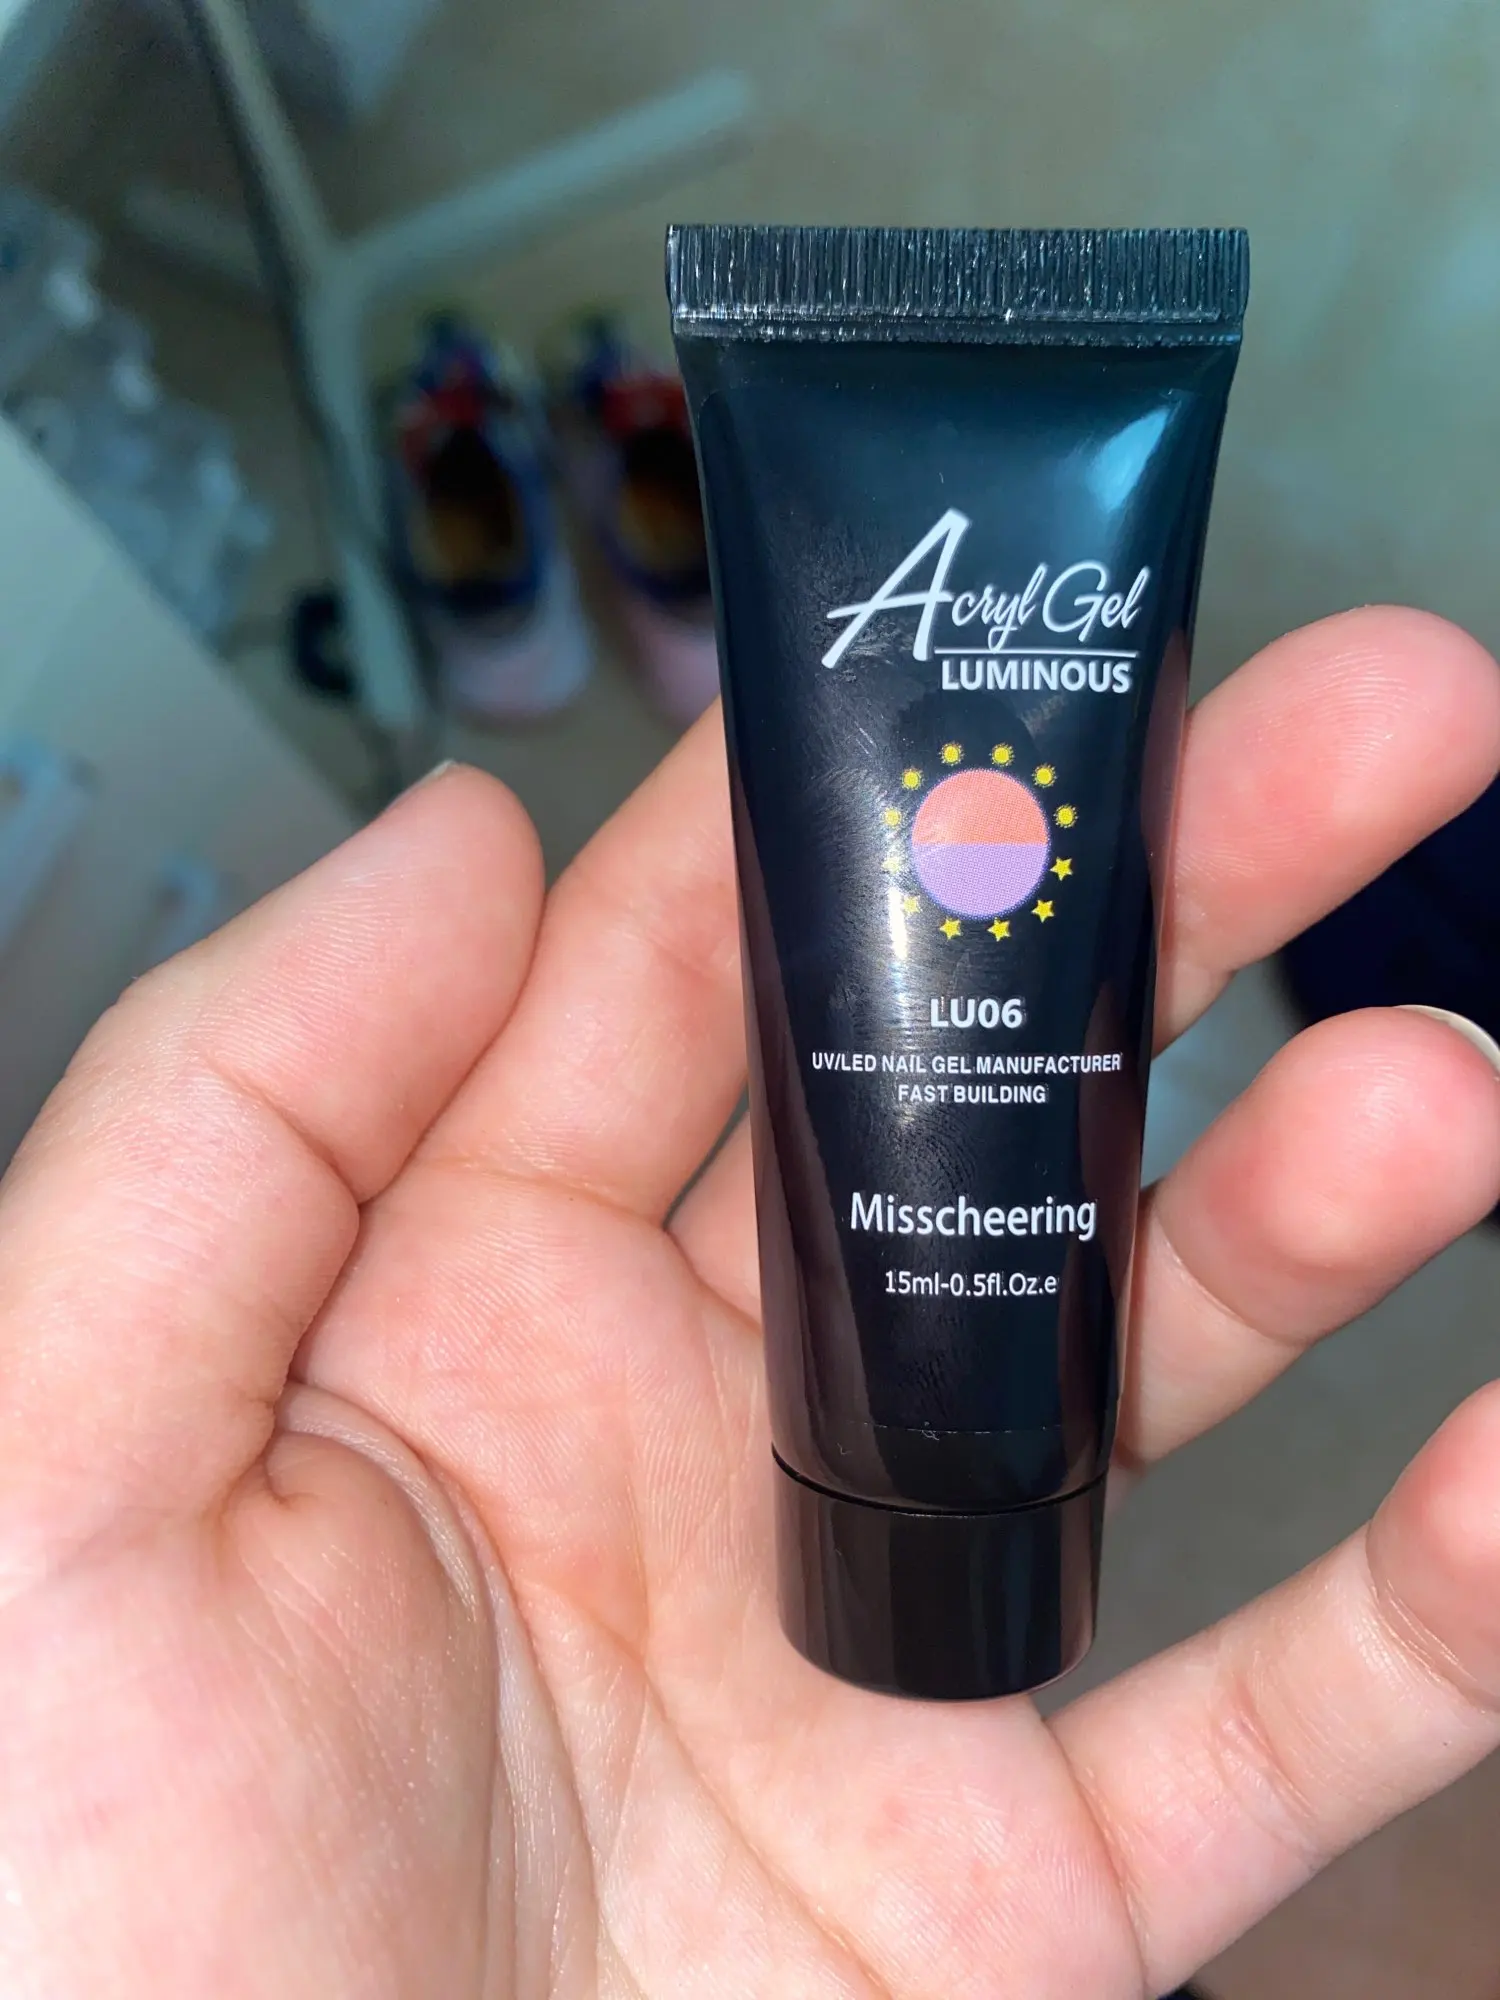 Acryl Gel
LUMINOUS
LU06
UV/LED NAIL GEL MANUFACTURER
FAST BUILDING
Misscheering
15ml-0.5fl.Oz.e